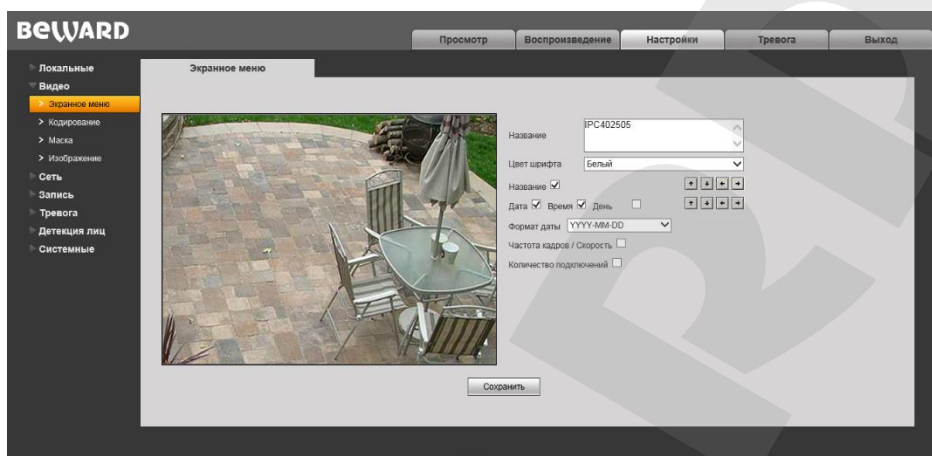 BEWARD
Просмотр Воспроизведение Настройки Тревога Выход
Локальные
Видео
Экранное меню
Кодирование
Маска
Изображение
Сеть
Запись
Тревога
Детекция лиц
Системные
Экранное меню
Название IPC402505
Цвет шрифта Белый
Название
Дата Время День
Формат даты YYYY-MM-DD
Частота кадров / Скорость
Количество подключений
Сохранить